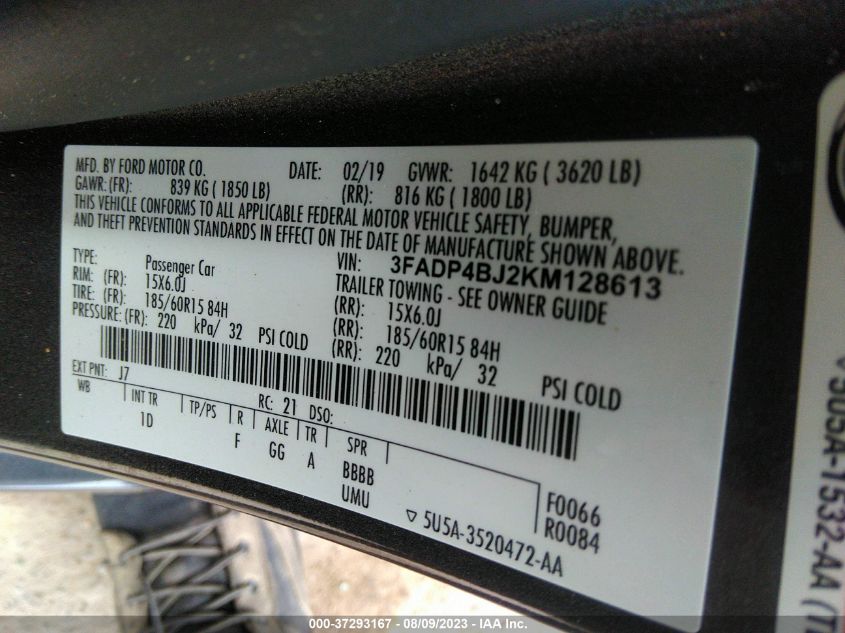 MFD. BY FORD MOTOR CO. DATE: 02/19 GVWR: 1642 KG ( 3620 LB)
GAWR: (FR) 839 KG ( 1850 LB) (RR): 816 KG ( 1800 LB)
THIS VEHICLE CONFORMS TO ALL APPLICABLE FEDERAL MOTOR VEHICLE SAFETY, BUMPER,
AND THEFT PREVENTION STANDARDS IN EFFECT ON THE DATE OF MANUFACTURE SHOWN ABOVE.
VIN: 3FADP4BJ2KM128613
TYPE: Passenger Car TRAILER TOWING - SEE OWNER GUIDE
RIM: (FR): 15X6.0J (RR): 15X6.0J
TIRE: (FR): 185/60R15 84H (RR): 185/60R15 84H
PRESSURE: (FR): 220 kPa/ 32 PSI COLD (RR): 220 kPa/ 32 PSI COLD
EXT PNT: J7 RC: 21 DSO:
WB INT TR TP/PS R AXLE TR SPR
1D F GG A BBBB
UMU
F0066
R0084
▽ 5U5A-3520472-AA
000-37293167 - 08/09/2023 - IAA Inc.